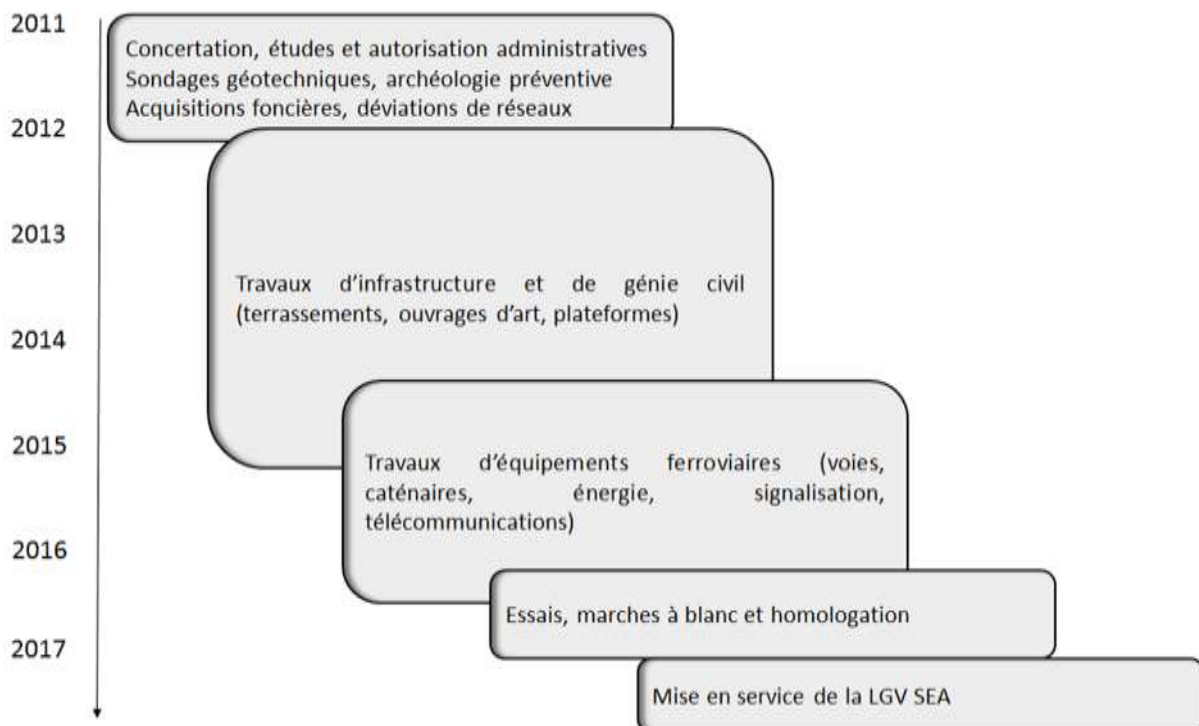 2011
Concertation, études et autorisation administratives
Sondages géotechniques, archéologie préventive
Acquisitions foncières, déviations de réseaux
2012
2013
Travaux d'infrastructure et de génie civil
(terrassements, ouvrages d'art, plateformes)
2014
2015
Travaux d'équipements ferroviaires (voies,
caténaires, énergie, signalisation,
télécommunications)
2016
Essais, marches à blanc et homologation
2017
Mise en service de la LGV SEA